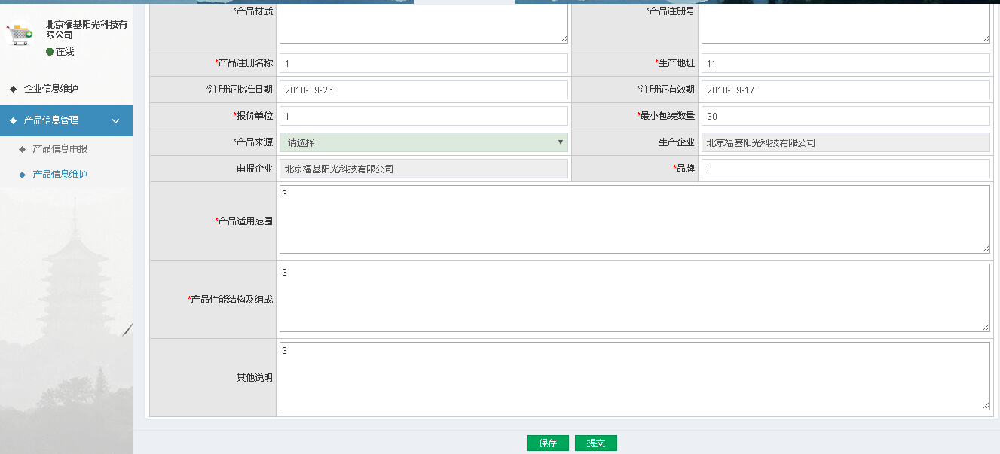 北京福基阳光科技有
限公司
在线
企业信息维护
产品信息管理
产品信息申报
产品信息维护
*产品材质
*产品注册号
*产品注册名称 1
*生产地址 11
*注册证批准日期 2018-09-26
*注册证有效期 2018-09-17
*报价单位 1
*最小包装数量 30
*产品来源 请选择
生产企业 北京福基阳光科技有限公司
申报企业 北京福基阳光科技有限公司
*品牌 3
*产品适用范围 3
*产品性能结构及组成 3
其他说明 3
保存 提交